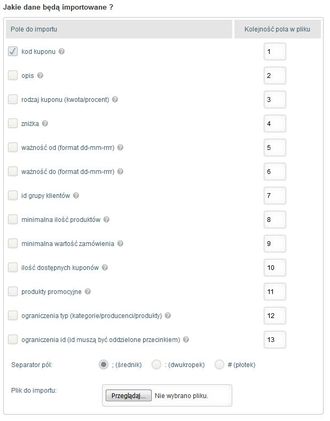 Jakie dane będą importowane ?
Pole do importu Kolejność pola w pliku
kod kuponu 1
opis 2
rodzaj kuponu (kwota/procent) 3
zniżka 4
ważność od (format dd-mm-rrrr) 5
ważność do (format dd-mm-rrrr) 6
id grupy klientów 7
minimalna ilość produktów 8
minimalna wartość zamówienia 9
ilość dostępnych kuponów 10
produkty promocyjne 11
ograniczenia typ (kategorie/producenci/produkty) 12
ograniczenia id (id muszą być oddzielone przecinkiem) 13
Separator pól: ; (średnik) : (dwukropek) # (płotek)
Plik do importu: Przeglądaj... Nie wybrano pliku.